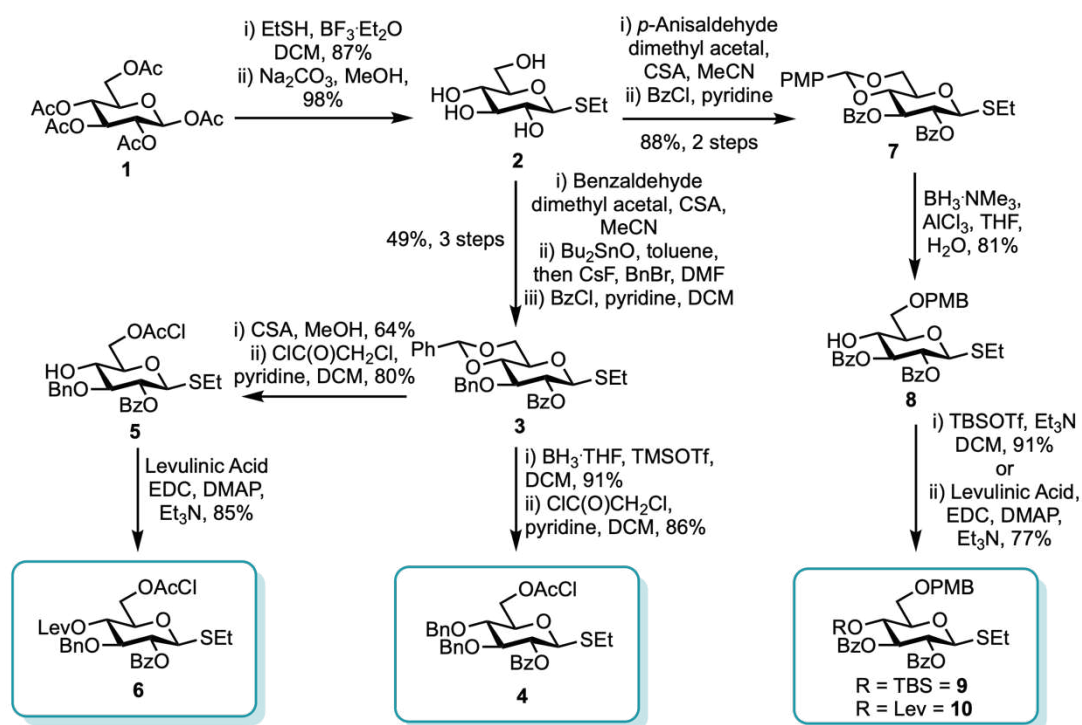 i) EtSH, BF₃·Et₂O
DCM, 87%
ii) Na₂CO₃, MeOH,
98%
i) p-Anisaldehyde
dimethyl acetal,
CSA, MeCN
ii) BzCl, pyridine
88%, 2 steps
OAc
AcO
O
AcO
OAc
AcO
1
OH
HO
O
HO
SEt
OH
2
PMP
O
O
O
BzO
SEt
BzO
7
i) Benzaldehyde
dimethyl acetal, CSA,
MeCN
ii) Bu₂SnO, toluene,
then CsF, BnBr, DMF
iii) BzCl, pyridine, DCM
49%, 3 steps
BH₃·NMe₃,
AlCl₃, THF,
H₂O, 81%
i) CSA, MeOH, 64%
ii) ClC(O)CH₂Cl,
pyridine, DCM, 80%
OAcCl
HO
O
BnO
SEt
BzO
5
Ph
O
O
O
BnO
SEt
BzO
3
OPMB
HO
O
BzO
SEt
BzO
8
Levulinic Acid
EDC, DMAP,
Et₃N, 85%
i) BH₃·THF, TMSOTf,
DCM, 91%
ii) ClC(O)CH₂Cl,
pyridine, DCM, 86%
i) TBSOTf, Et₃N
DCM, 91%
or
ii) Levulinic Acid,
EDC, DMAP,
Et₃N, 77%
OAcCl
LevO
O
BnO
SEt
BzO
6
OAcCl
BnO
O
BnO
SEt
BzO
4
OPMB
RO
O
BzO
SEt
BzO
R = TBS = 9
R = Lev = 10